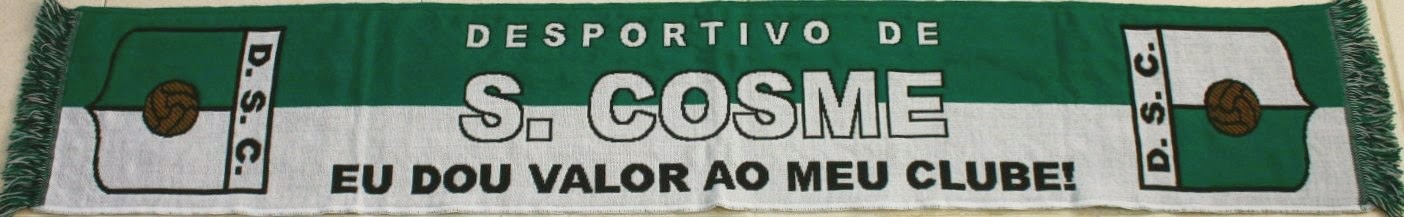 DESPORTIVO DE
S. COSME
EU DOU VALOR AO MEU CLUBE!
D. S. C.
D. S. C.